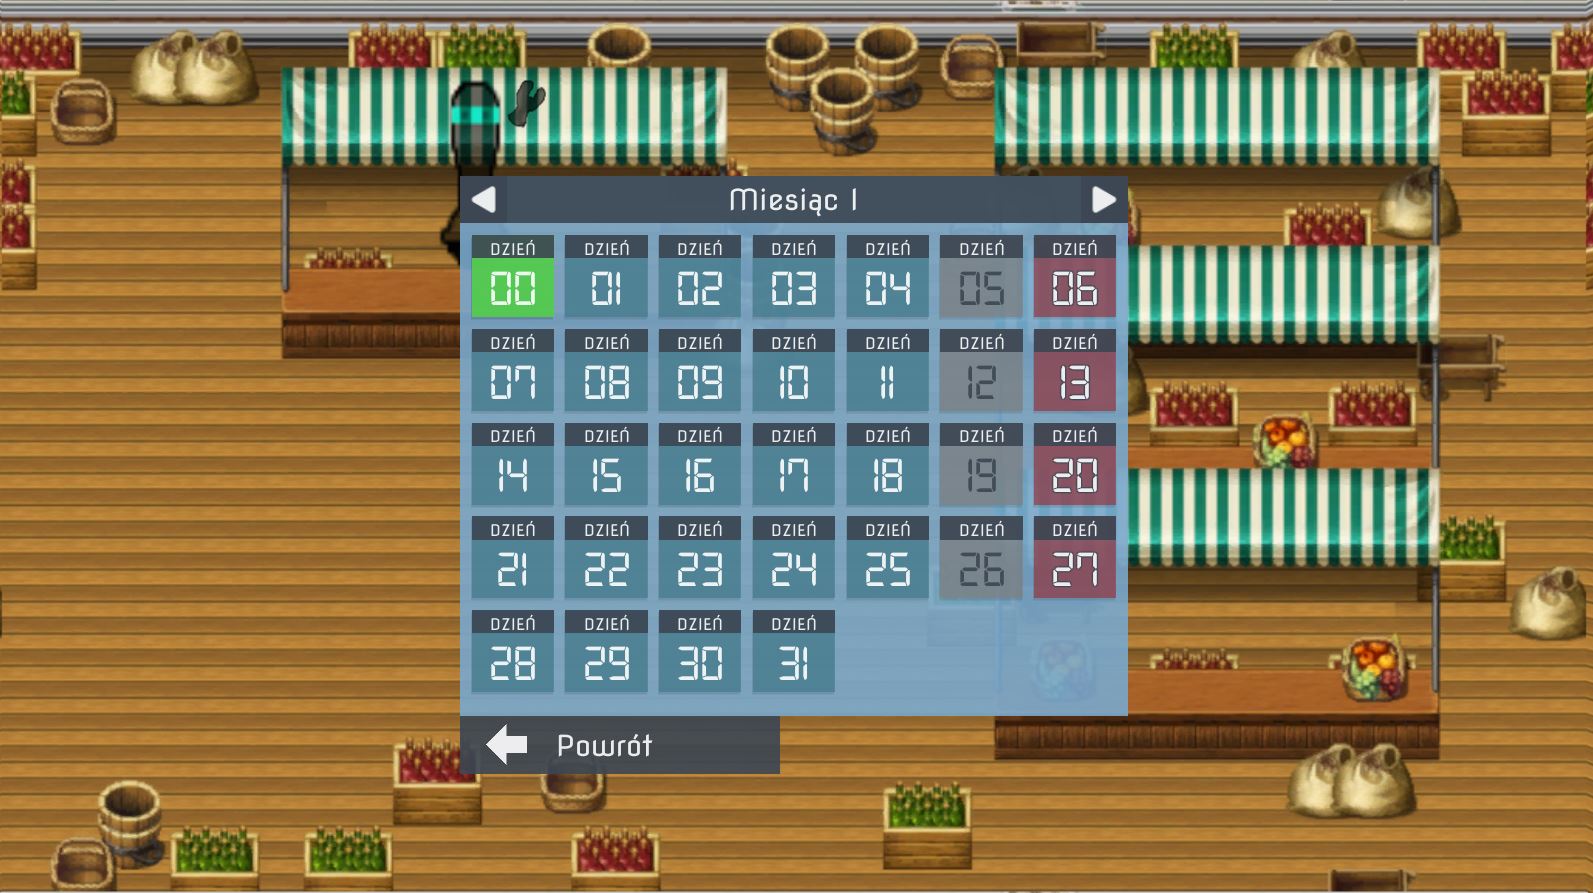 Miesiąc 1
DZIEŃ DZIEŃ DZIEŃ DZIEŃ DZIEŃ DZIEŃ DZIEŃ
00 01 02 03 04 05 06
DZIEŃ DZIEŃ DZIEŃ DZIEŃ DZIEŃ DZIEŃ DZIEŃ
07 08 09 10 11 12 13
DZIEŃ DZIEŃ DZIEŃ DZIEŃ DZIEŃ DZIEŃ DZIEŃ
14 15 16 17 18 19 20
DZIEŃ DZIEŃ DZIEŃ DZIEŃ DZIEŃ DZIEŃ DZIEŃ
21 22 23 24 25 26 27
DZIEŃ DZIEŃ DZIEŃ DZIEŃ
28 29 30 31
Powrót